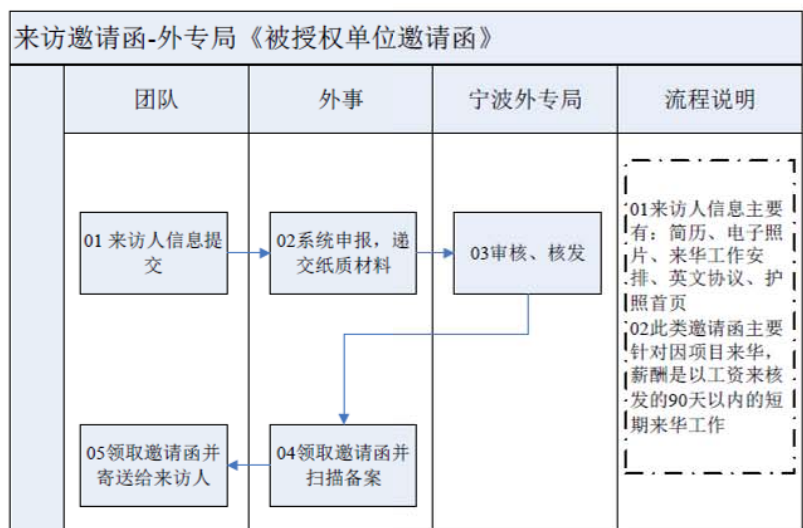 来访邀请函-外专局《被授权单位邀请函》
团队
外事
宁波外专局
流程说明
01 来访人信息提
交
02系统申报，递
交纸质材料
03审核、核发
01来访人信息主要
有：简历、电子照
片、来华工作安
排、英文协议、护
照首页
02此类邀请函主要
针对因项目来华，
薪酬是以工资来核
发的90天以内的短
期来华工作
05领取邀请函并
寄送给来访人
04领取邀请函并
扫描备案